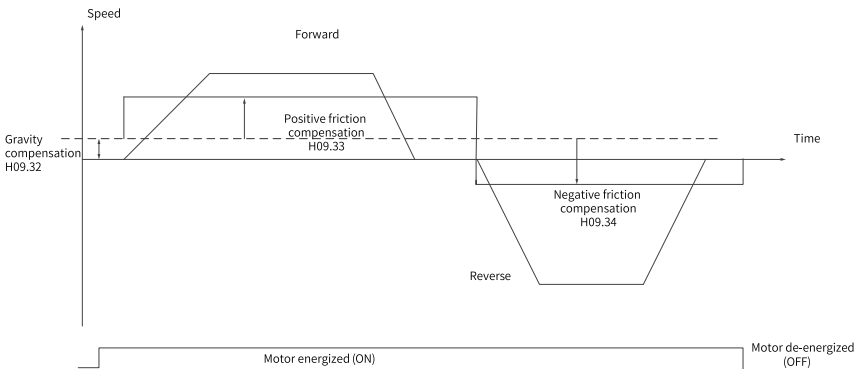 Speed
Forward
Positive friction
compensation
H09.33
Gravity
compensation
H09.32
Time
Negative friction
compensation
H09.34
Reverse
Motor energized (ON)
Motor de-energized
(OFF)